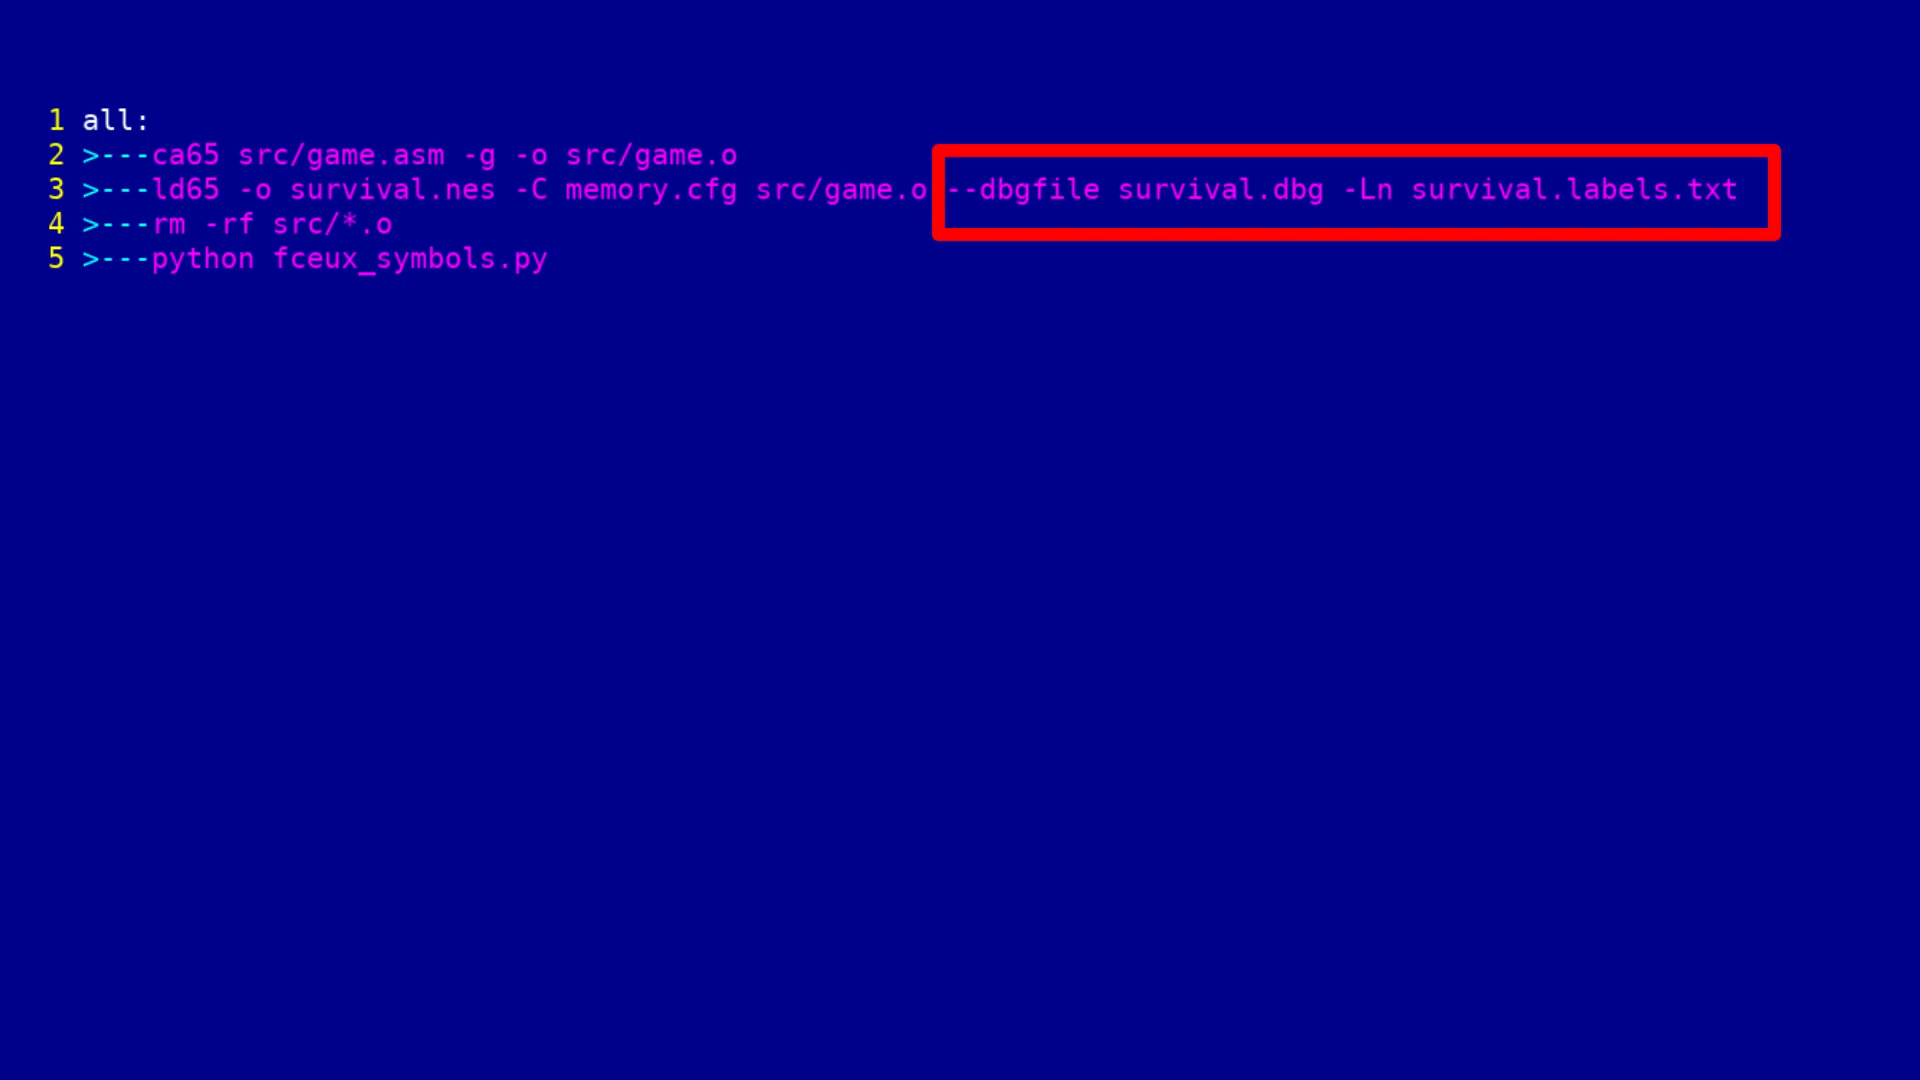 1 all:
2 >---ca65 src/game.asm -g -o src/game.o
3 >---ld65 -o survival.nes -C memory.cfg src/game.o --dbgfile survival.dbg -Ln survival.labels.txt
4 >---rm -rf src/*.o
5 >---python fceux_symbols.py